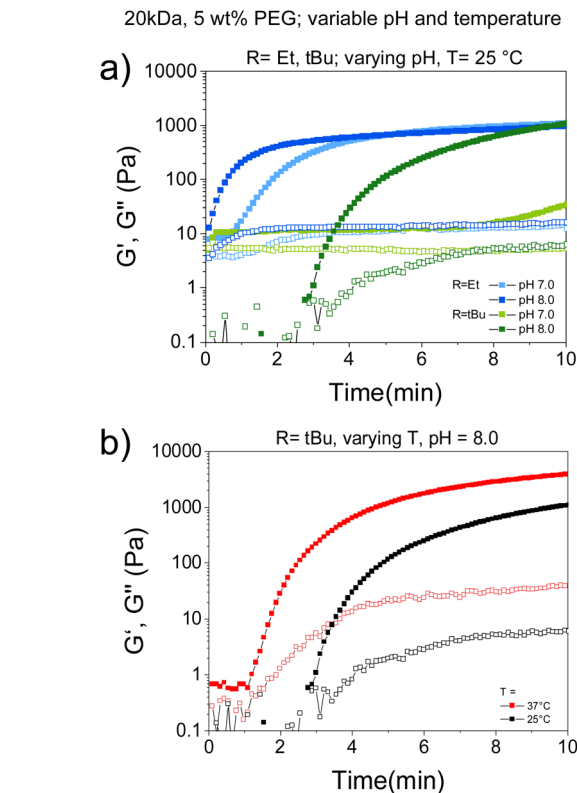 20kDa, 5 wt% PEG; variable pH and temperature
a)
R= Et, tBu; varying pH, T= 25 °C
G', G" (Pa)
10000
1000
100
10
1
0.1
R=Et pH 7.0
pH 8.0
R=tBu pH 7.0
pH 8.0
0 2 4 6 8 10
Time(min)
b)
R= tBu, varying T, pH = 8.0
G‘, G" (Pa)
10000
1000
100
10
1
0.1
T =
37°C
25°C
0 2 4 6 8 10
Time(min)